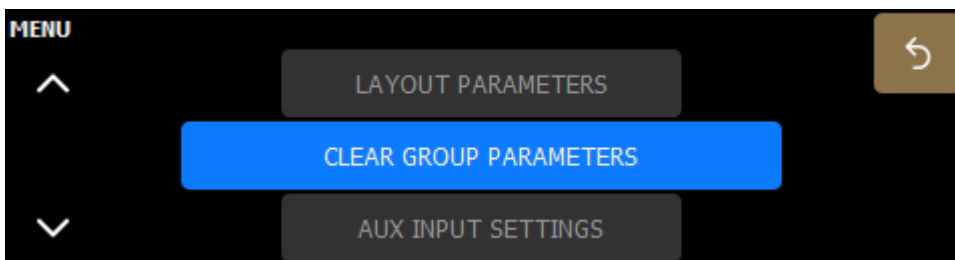 MENU
LAYOUT PARAMETERS
CLEAR GROUP PARAMETERS
AUX INPUT SETTINGS